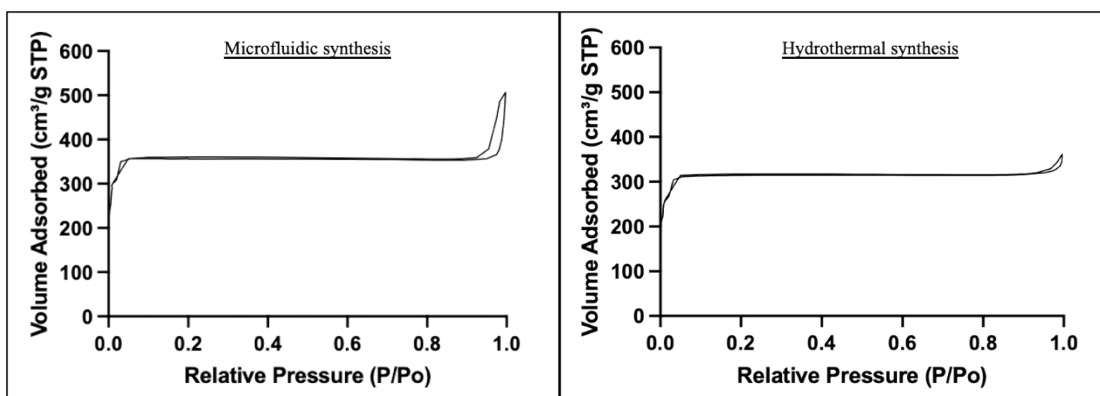 Microfluidic synthesis
Volume Adsorbed (cm³/g STP)
600
500
400
300
200
100
0
0.0 0.2 0.4 0.6 0.8 1.0
Relative Pressure (P/Po)
Hydrothermal synthesis
Volume Adsorbed (cm³/g STP)
600
500
400
300
200
100
0
0.0 0.2 0.4 0.6 0.8 1.0
Relative Pressure (P/Po)